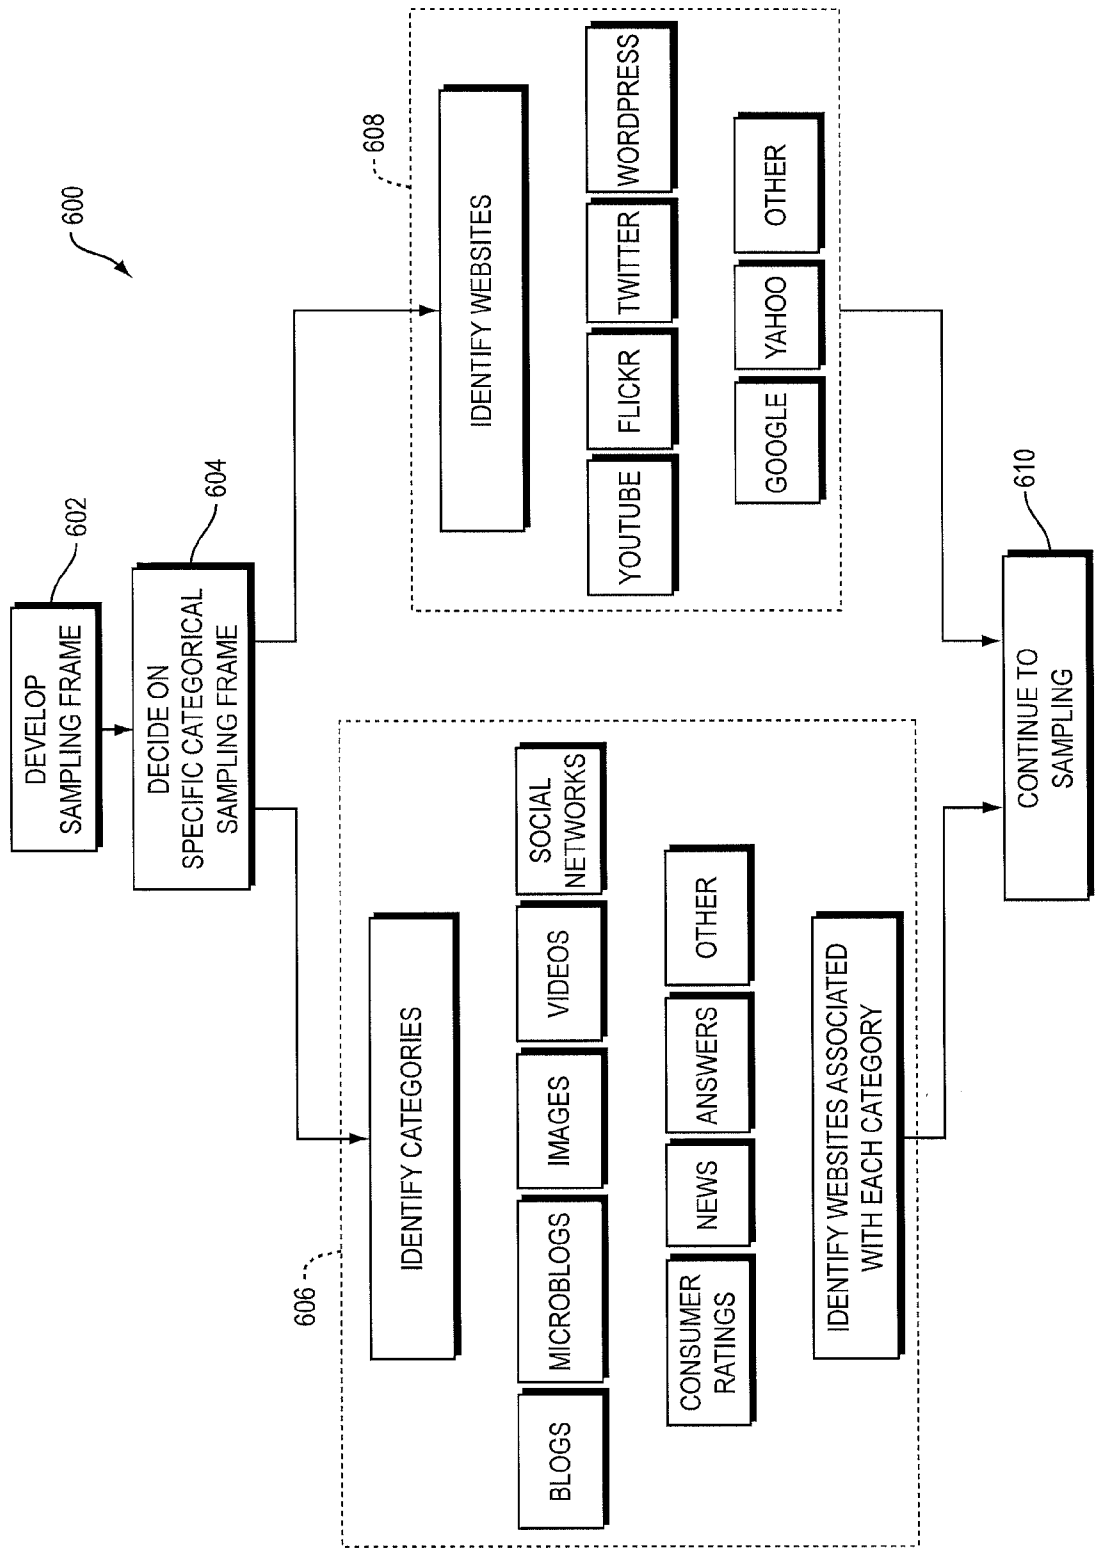 600
DEVELOP
SAMPLING FRAME
602
DECIDE ON
SPECIFIC CATEGORICAL
SAMPLING FRAME
604
606
IDENTIFY CATEGORIES
BLOGS
MICROBLOGS
IMAGES
VIDEOS
SOCIAL
NETWORKS
CONSUMER
RATINGS
NEWS
ANSWERS
OTHER
IDENTIFY WEBSITES ASSOCIATED
WITH EACH CATEGORY
608
IDENTIFY WEBSITES
YOUTUBE
FLICKR
TWITTER
WORDPRESS
GOOGLE
YAHOO
OTHER
CONTINUE TO
SAMPLING
610